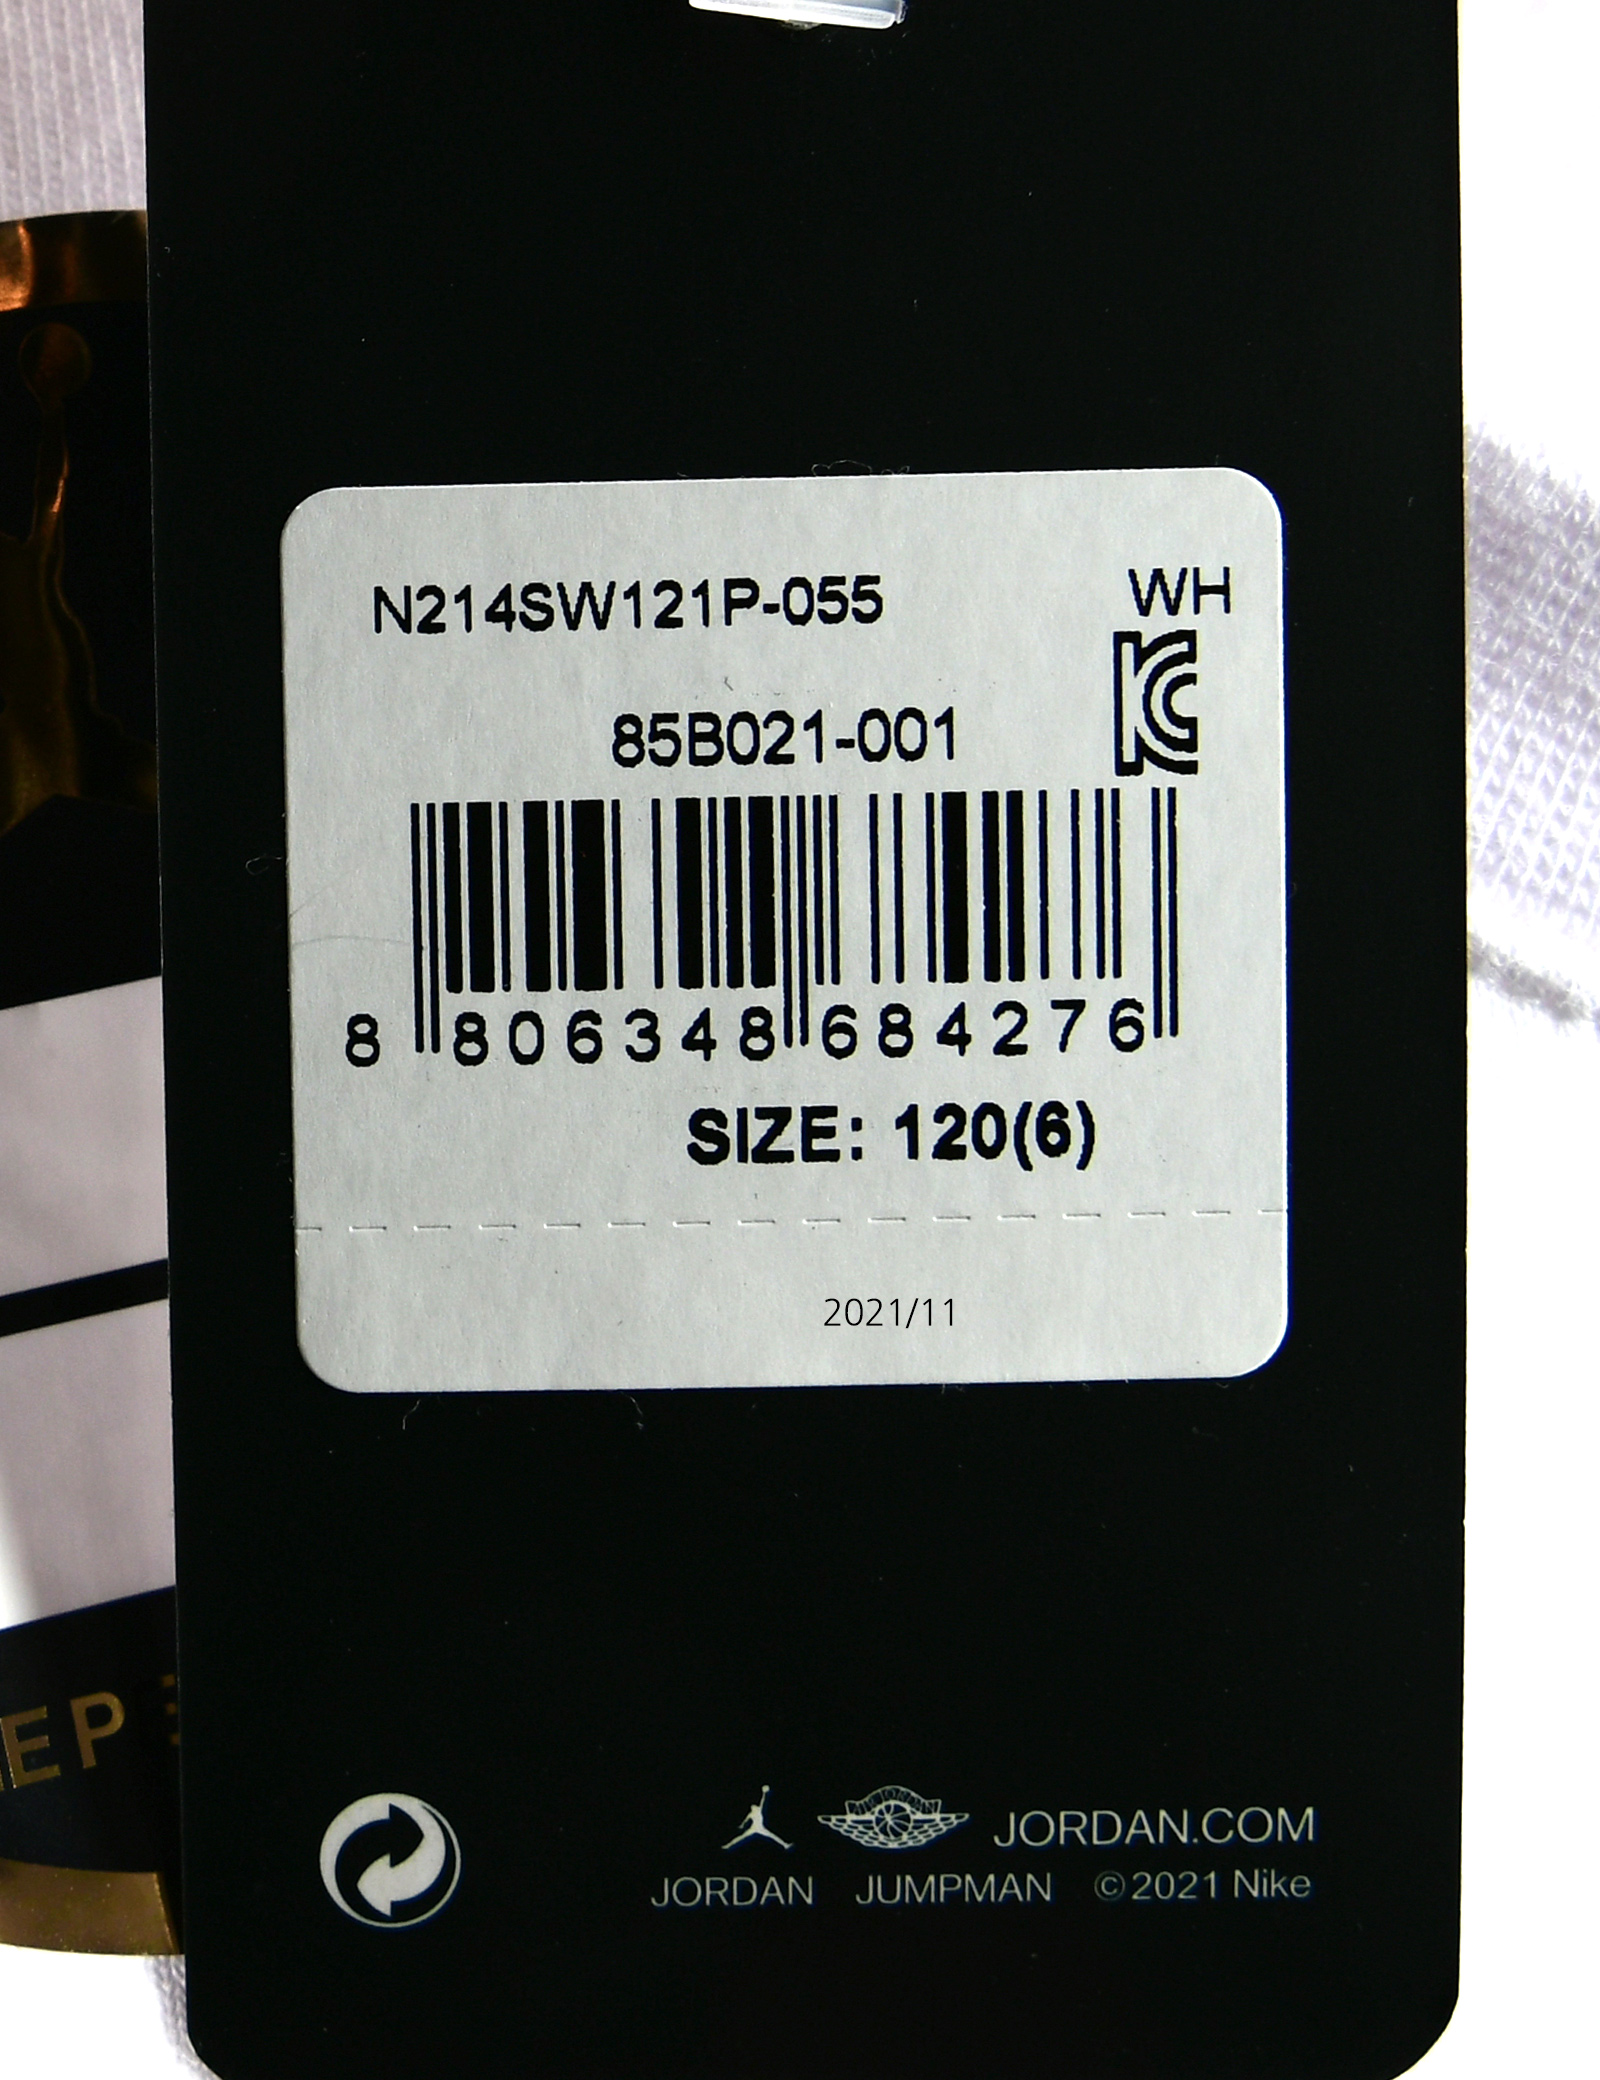 N214SW121P-055 WH
85B021-001
8 806348 684276
SIZE: 120(6)
2021/11
EP
JORDAN.COM
JORDAN JUMPMAN ©2021 Nike